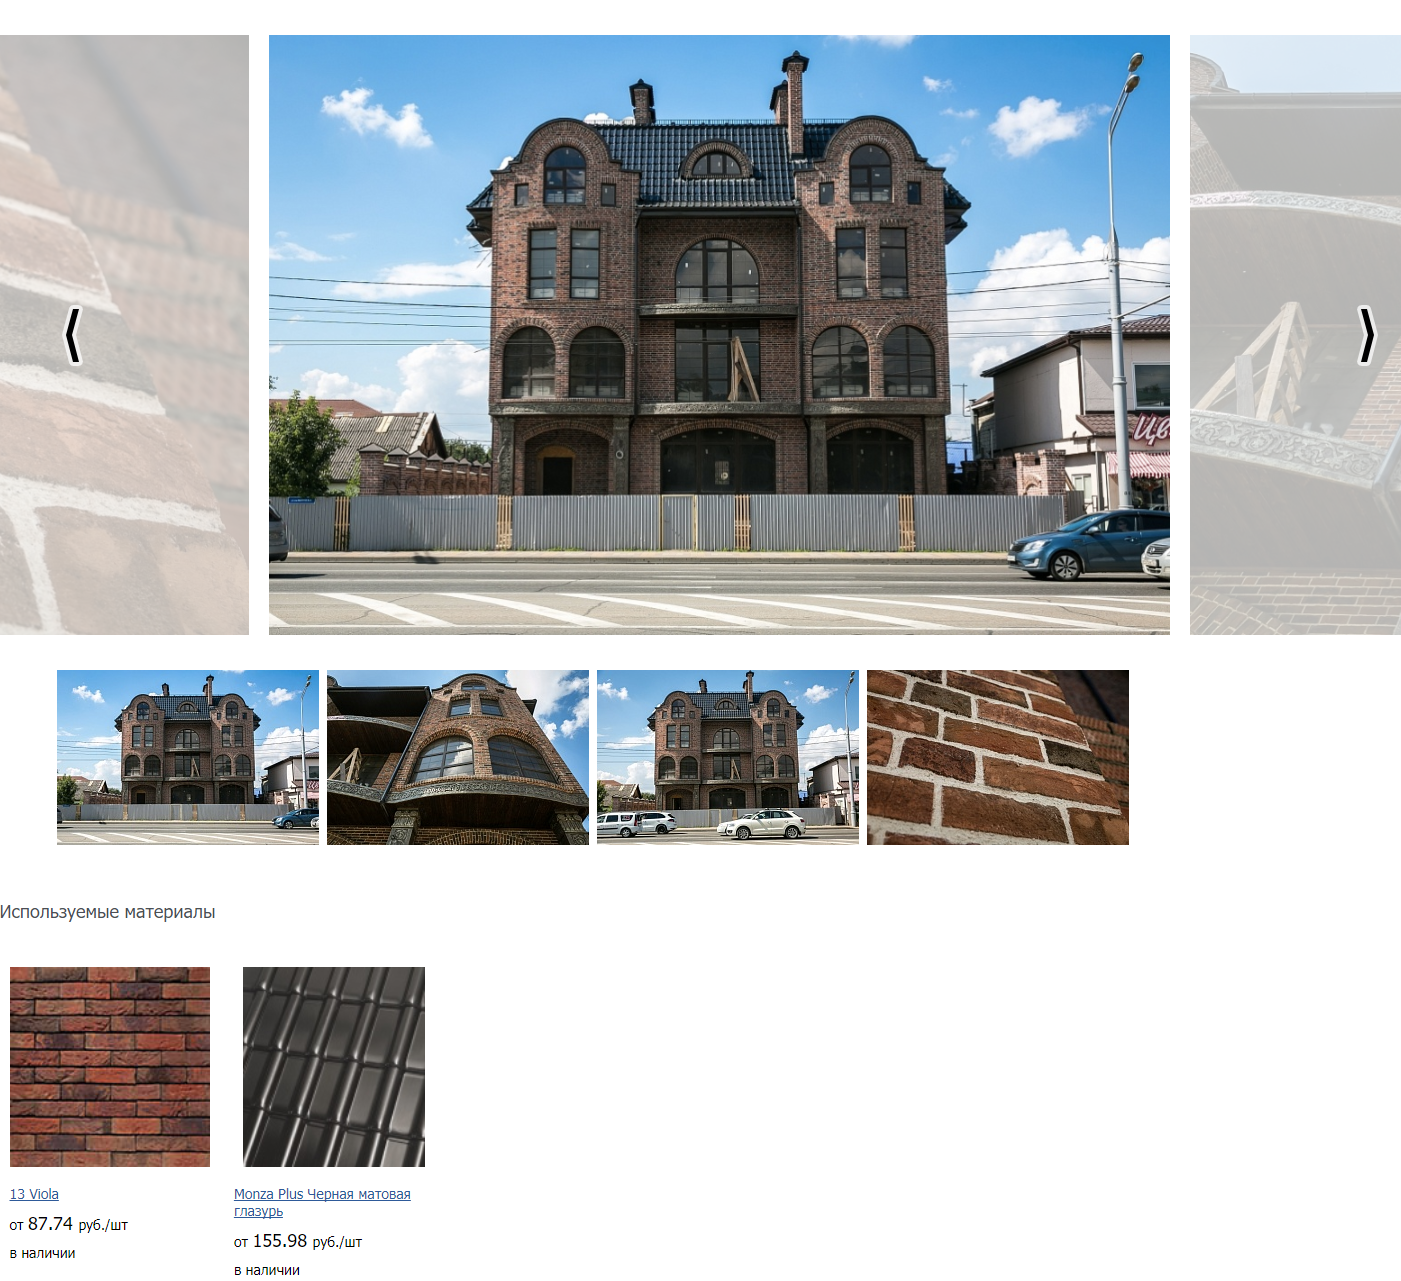 Цв
Используемые материалы
13 Viola
от 87.74 руб./шт
в наличии
Monza Plus Черная матовая
глазурь
от 155.98 руб./шт
в наличии